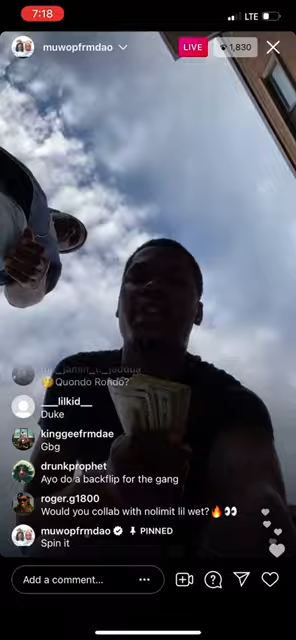 7:18
LTE
muwopfrmdao
LIVE
1,830
Quondo Rondo?
___lilkid__
Duke
kinggeefrmdae
Gbg
drunkprophet
Ayo do a backflip for the gang
roger.g1800
Would you collab with nolimit lil wet?🔥👀
muwopfrmdao PINNED
Spin it
Add a comment...